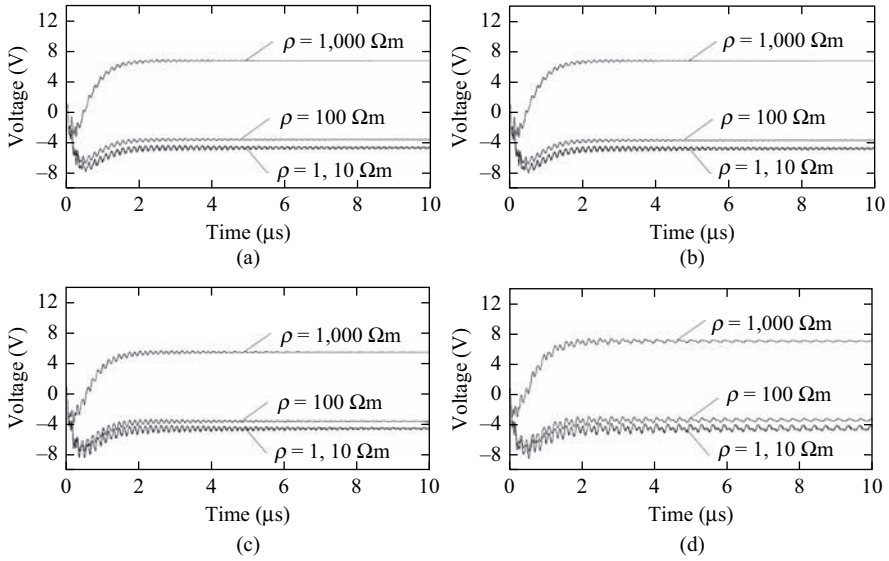 12
8
4
0
−4
−8
Voltage (V)
ρ = 1,000 Ωm
ρ = 100 Ωm
ρ = 1, 10 Ωm
0 2 4 6 8 10
Time (μs)
(a)
12
8
4
0
−4
−8
Voltage (V)
ρ = 1,000 Ωm
ρ = 100 Ωm
ρ = 1, 10 Ωm
0 2 4 6 8 10
Time (μs)
(b)
12
8
4
0
−4
−8
Voltage (V)
ρ = 1,000 Ωm
ρ = 100 Ωm
ρ = 1, 10 Ωm
0 2 4 6 8 10
Time (μs)
(c)
12
8
4
0
−4
−8
Voltage (V)
ρ = 1,000 Ωm
ρ = 100 Ωm
ρ = 1, 10 Ωm
0 2 4 6 8 10
Time (μs)
(d)